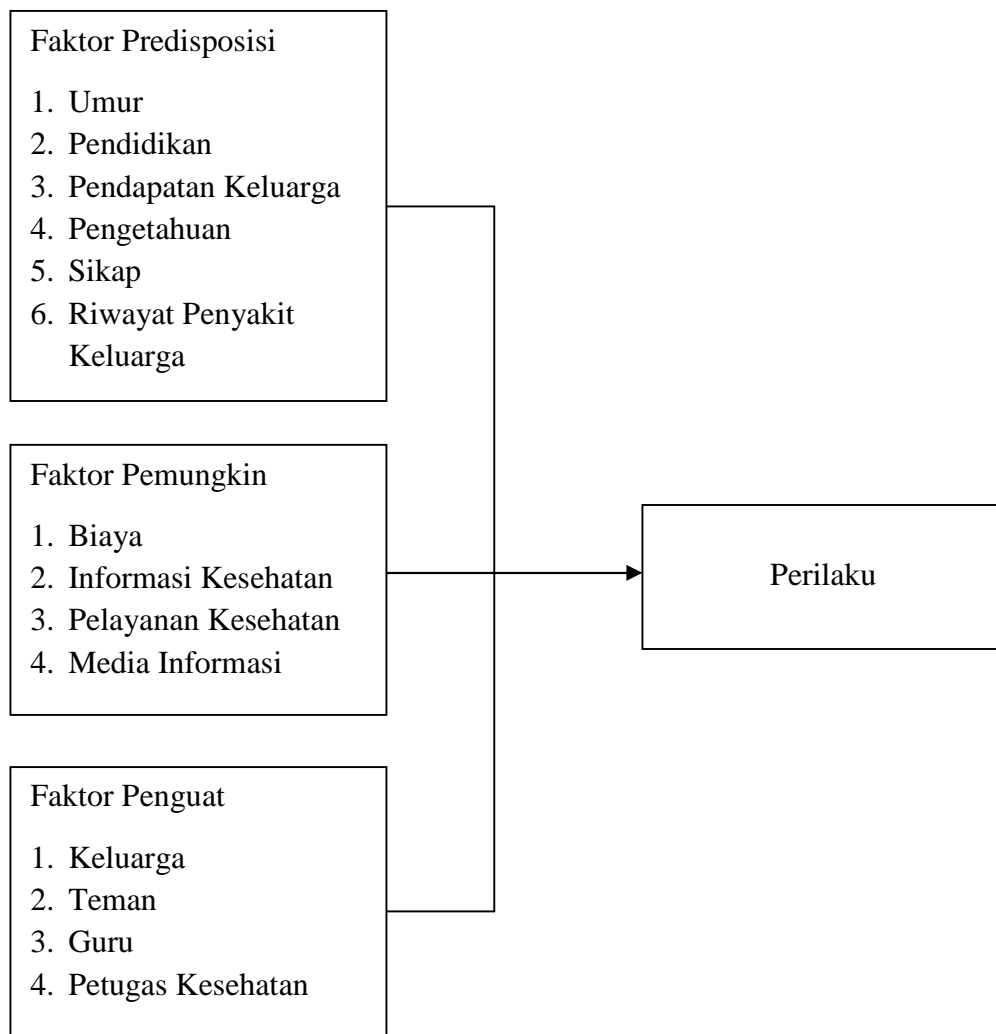 Faktor Predisposisi
1. Umur
2. Pendidikan
3. Pendapatan Keluarga
4. Pengetahuan
5. Sikap
6. Riwayat Penyakit
Keluarga
Faktor Pemungkin
1. Biaya
2. Informasi Kesehatan
3. Pelayanan Kesehatan
4. Media Informasi
Perilaku
Faktor Penguat
1. Keluarga
2. Teman
3. Guru
4. Petugas Kesehatan